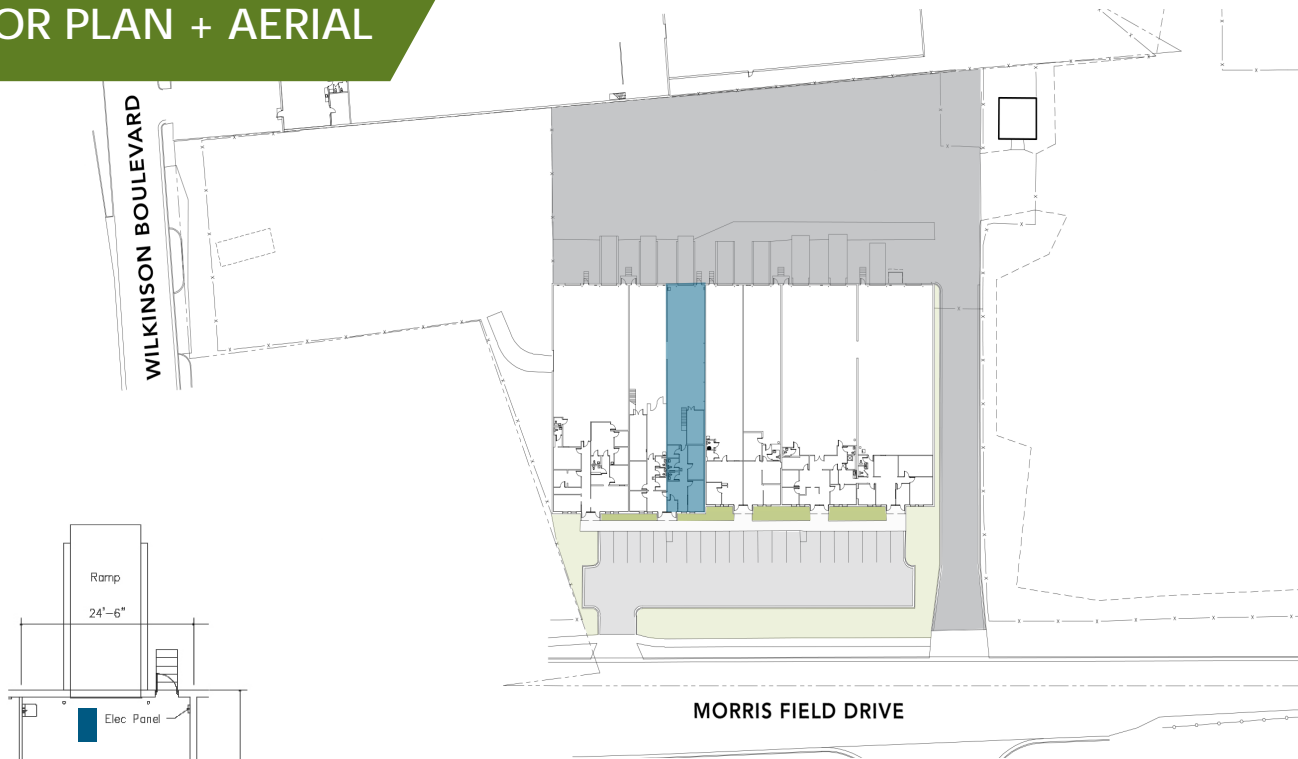 OR PLAN + AERIAL
WILKINSON BOULEVARD
Ramp
24'-6"
Elec Panel
MORRIS FIELD DRIVE